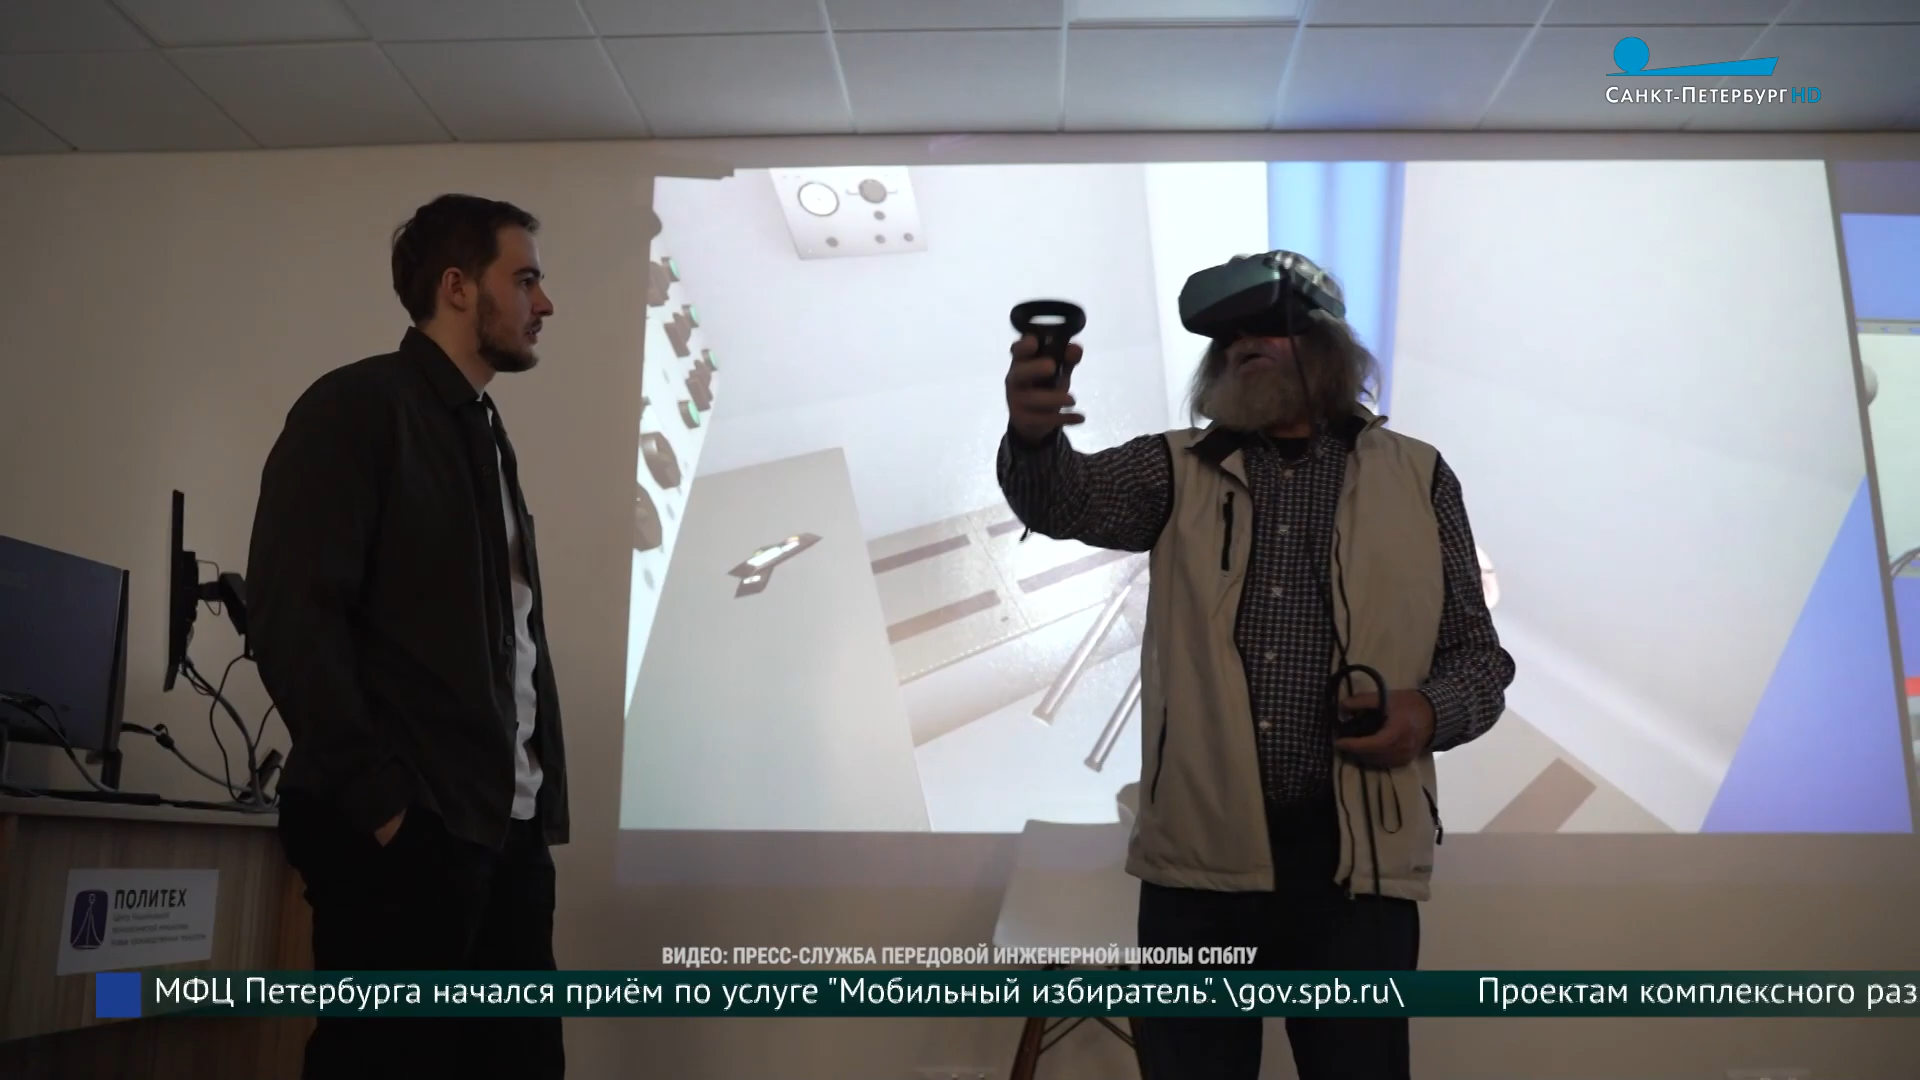 САНКТ-ПЕТЕРБУРГ HD
ПОЛИТЕХ
ВИДЕО: ПРЕСС-СЛУЖБА ПЕРЕДОВОЙ ИНЖЕНЕРНОЙ ШКОЛЫ СПбПУ
МФЦ Петербурга начался приём по услуге "Мобильный избиратель". \gov.spb.ru\ Проектам комплексного раз